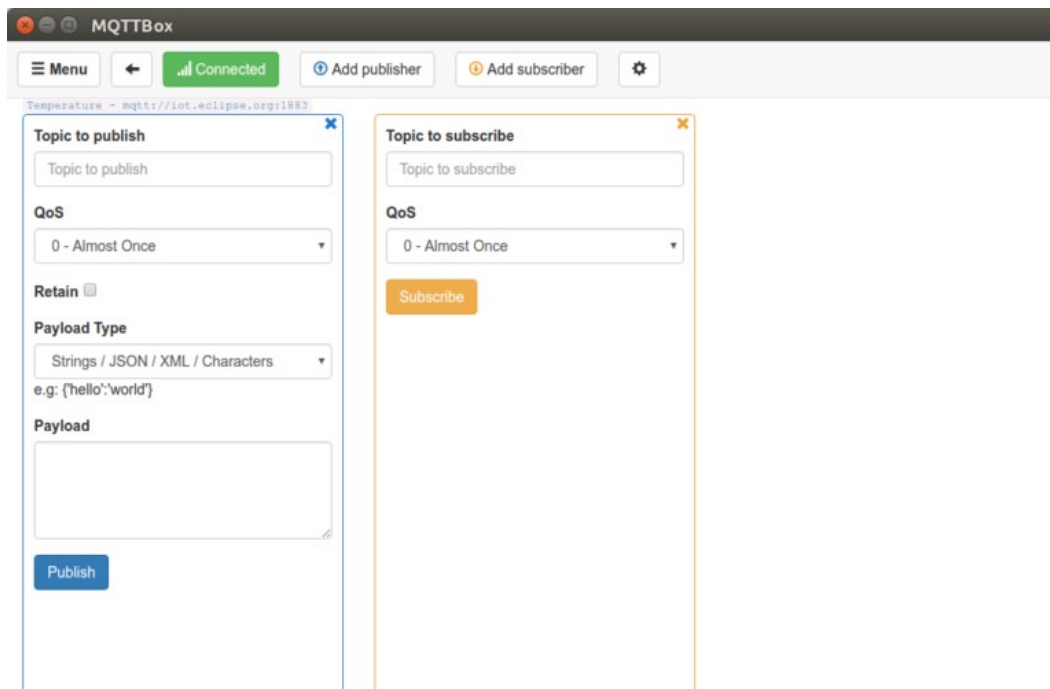 MQTTBox
Menu Connected Add publisher Add subscriber
Temperature - mqtt://iot.eclipse.org:1883
Topic to publish
Topic to publish
QoS
0 - Almost Once
Retain
Payload Type
Strings / JSON / XML / Characters
e.g: {'hello':'world'}
Payload
Publish
Topic to subscribe
Topic to subscribe
QoS
0 - Almost Once
Subscribe